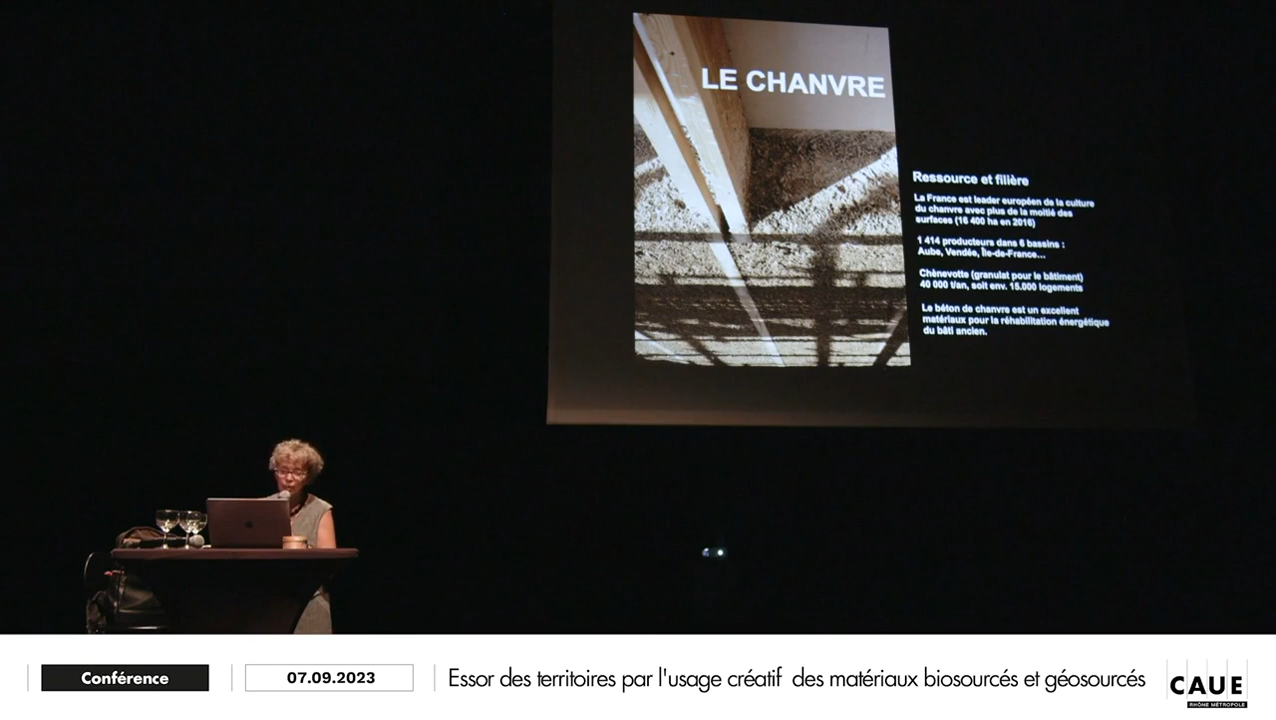 LE CHANVRE
Ressource et filière
La France est leader européen de la culture
du chanvre avec plus de la moitié des
surfaces (16 400 ha en 2016)
1 414 producteurs dans 6 bassins :
Aube, Vendée, Île-de-France...
Chènevotte (granulat pour le bâtiment)
40 000 t/an, soit env. 15.000 logements
Le béton de chanvre est un excellent
matériaux pour la réhabilitation énergétique
du bâti ancien.
Conférence
07.09.2023
Essor des territoires par l'usage créatif des matériaux biosourcés et géosourcés
CAUE
RHÔNE MÉTROPOLE